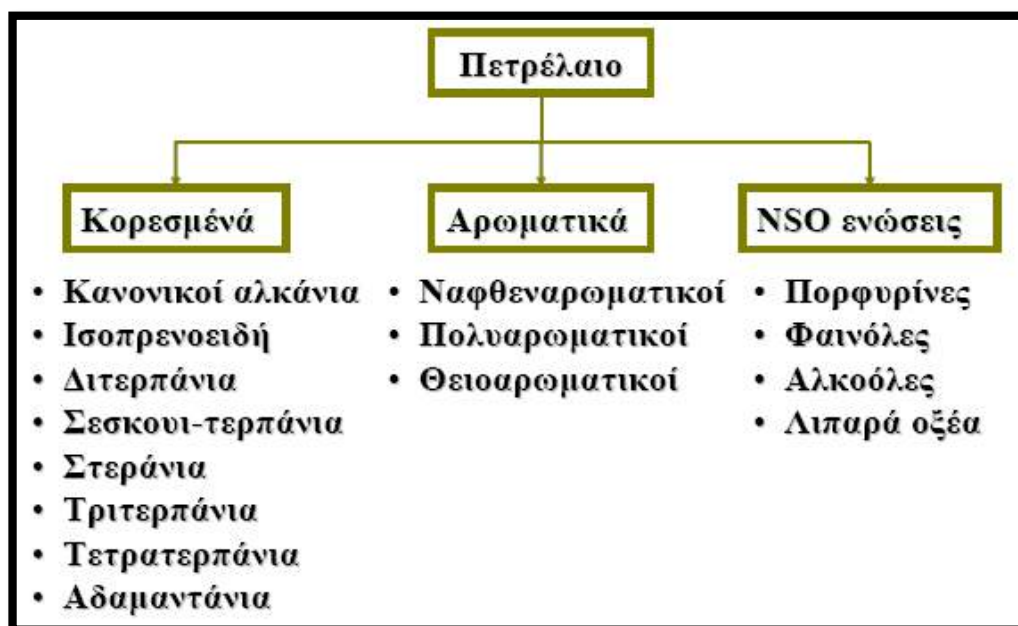 Πετρέλαιο
Κορεσμένά
• Κανονικοί αλκάνια
• Ισοπρενοειδή
• Διτερπάνια
• Σεσκουι-τερπάνια
• Στεράνια
• Τριτερπάνια
• Τετρατερπάνια
• Αδαμαντάνια
Αρωματικά
• Ναφθεναρωματικοί
• Πολυαρωματικοί
• Θειοαρωματικοί
NSO ενώσεις
• Πορφυρίνες
• Φαινόλες
• Αλκοόλες
• Λιπαρά οξέα